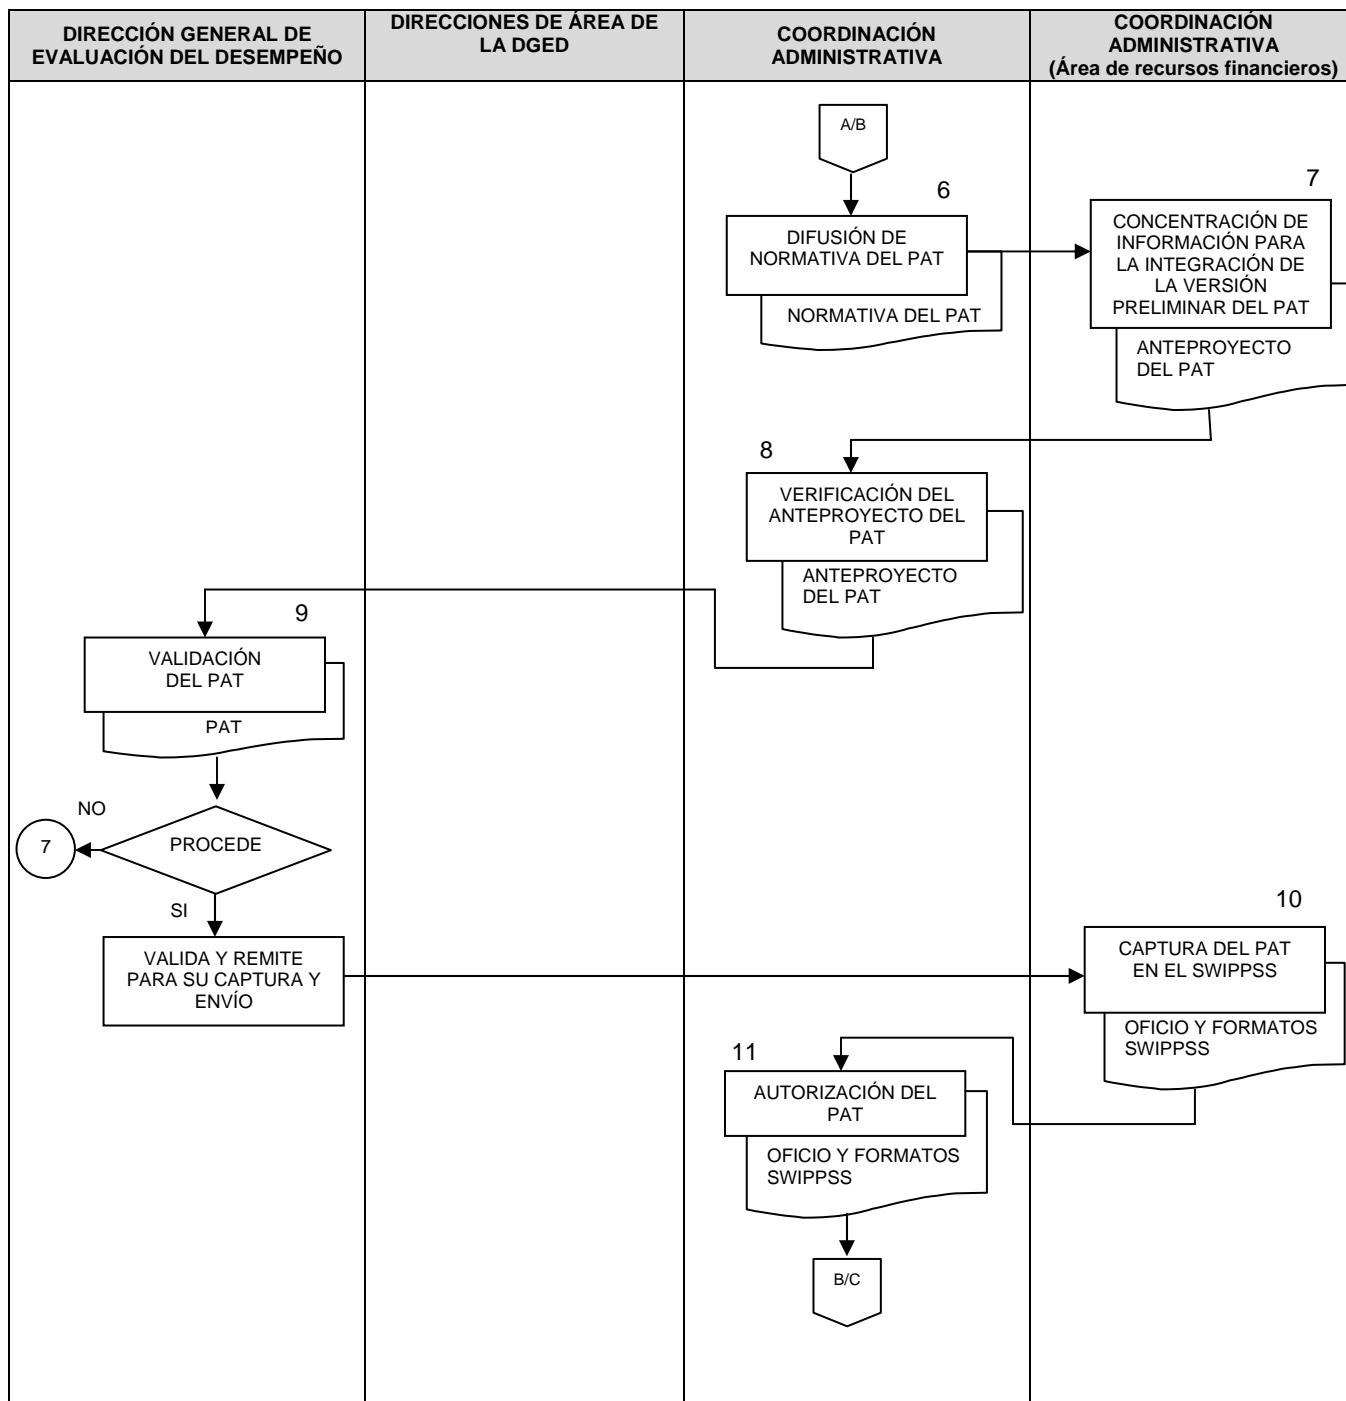 DIRECCIÓN GENERAL DE
EVALUACIÓN DEL DESEMPEÑO
DIRECCIONES DE ÁREA DE
LA DGED
COORDINACIÓN
ADMINISTRATIVA
COORDINACIÓN
ADMINISTRATIVA
(Área de recursos financieros)
A/B
6
DIFUSIÓN DE
NORMATIVA DEL PAT
NORMATIVA DEL PAT
7
CONCENTRACIÓN DE
INFORMACIÓN PARA
LA INTEGRACIÓN DE
LA VERSIÓN
PRELIMINAR DEL PAT
ANTEPROYECTO
DEL PAT
8
VERIFICACIÓN DEL
ANTEPROYECTO DEL
PAT
ANTEPROYECTO
DEL PAT
9
VALIDACIÓN
DEL PAT
PAT
NO
7
PROCEDE
SI
VALIDA Y REMITE
PARA SU CAPTURA Y
ENVÍO
10
CAPTURA DEL PAT
EN EL SWIPPSS
OFICIO Y FORMATOS
SWIPPSS
11
AUTORIZACIÓN DEL
PAT
OFICIO Y FORMATOS
SWIPPSS
B/C